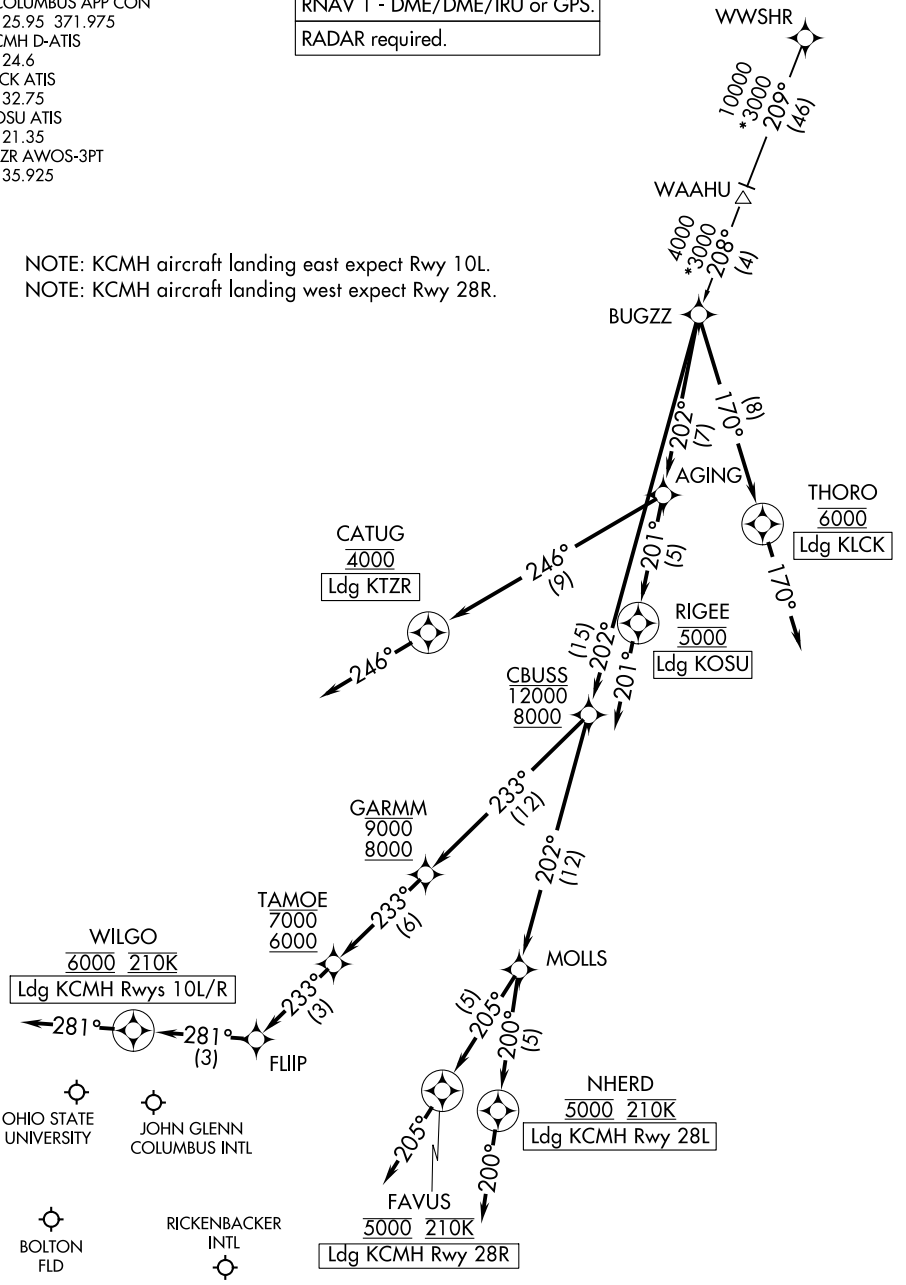 COLUMBUS APP CON
25.95 371.975
CMH D-ATIS
24.6
CK ATIS
32.75
OSU ATIS
21.35
ZR AWOS-3PT
35.925
RNAV 1 - DME/DME/IRU or GPS.
RADAR required.
WWSHR
10000
*3000
209°
(46)
WAAHU
4000
*3000
208°
(4)
NOTE: KCMH aircraft landing east expect Rwy 10L.
NOTE: KCMH aircraft landing west expect Rwy 28R.
BUGZZ
202°
(7)
170°
(8)
AGING
THORO
6000
Ldg KLCK
170°
CATUG
4000
Ldg KTZR
246°
(9)
246°
201°
(5)
RIGEE
5000
Ldg KOSU
201°
(15)
202°
CBUSS
12000
8000
233°
(12)
202°
(12)
GARMM
9000
8000
233°
(6)
TAMOE
7000
6000
233°
(3)
WILGO
6000 210K
Ldg KCMH Rwys 10L/R
281°
281°
(3)
FLIIP
MOLLS
(5)
205°
200°
(5)
NHERD
5000 210K
Ldg KCMH Rwy 28L
205°
200°
FAVUS
5000 210K
Ldg KCMH Rwy 28R
OHIO STATE
UNIVERSITY
JOHN GLENN
COLUMBUS INTL
BOLTON
FLD
RICKENBACKER
INTL